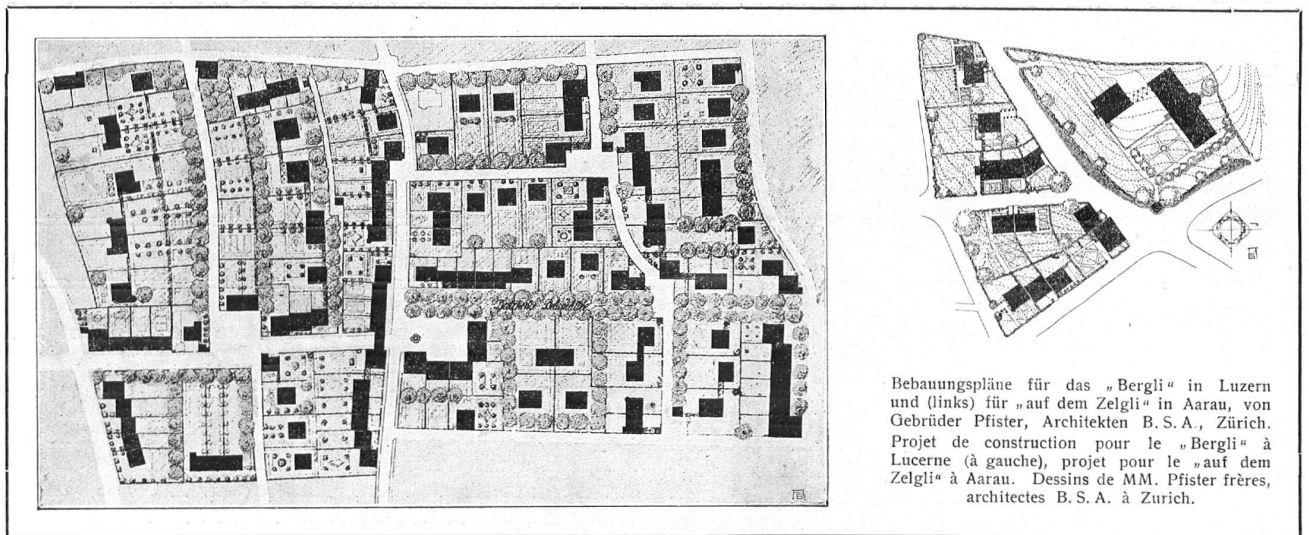 Bebauungspläne für das „Bergli“ in Luzern
und (links) für „auf dem Zelgli“ in Aarau, von
Gebrüder Pfister, Architekten B. S. A., Zürich.
Projet de construction pour le „Bergli“ à
Lucerne (à gauche), projet pour le „auf dem
Zelgli“ à Aarau. Dessins de MM. Pfister frères,
architectes B. S. A. à Zurich.